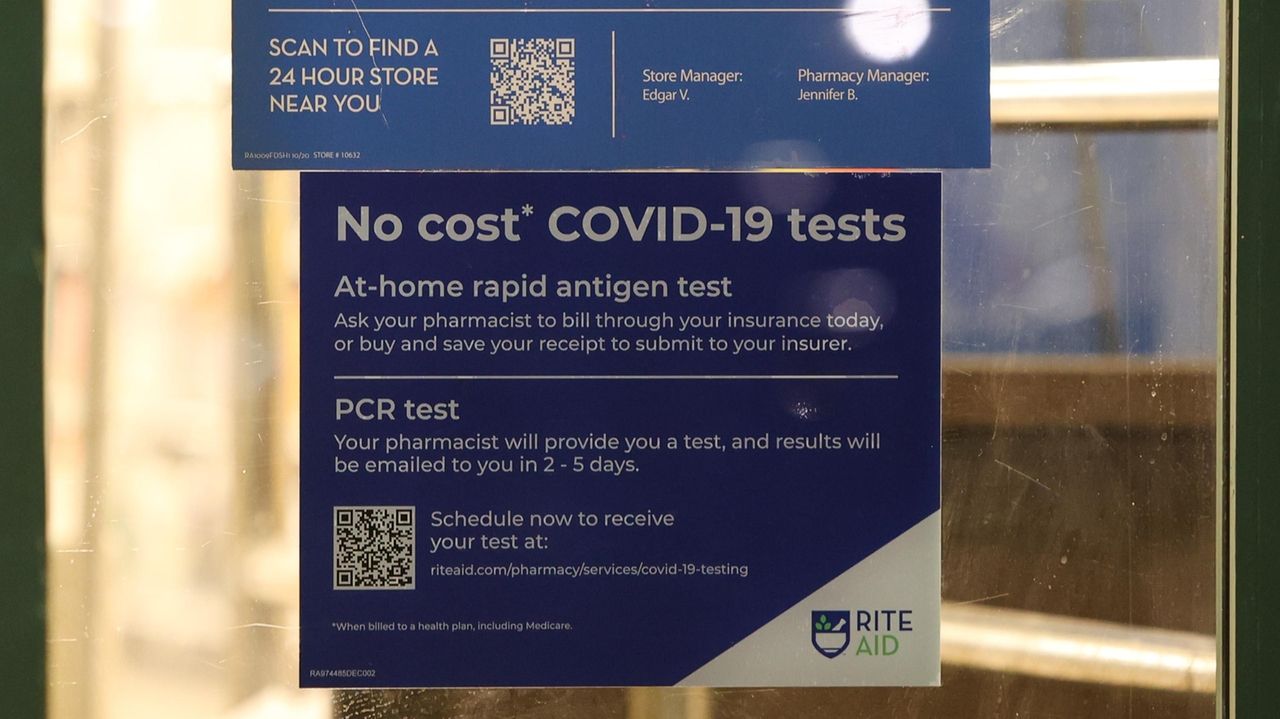 SCAN TO FIND A
24 HOUR STORE
NEAR YOU
Store Manager:
Edgar V.
Pharmacy Manager:
Jennifer B.
STORE # 10632
No cost* COVID-19 tests
At-home rapid antigen test
Ask your pharmacist to bill through your insurance today,
or buy and save your receipt to submit to your insurer.
PCR test
Your pharmacist will provide you a test, and results will
be emailed to you in 2 - 5 days.
Schedule now to receive
your test at:
riteaid.com/pharmacy/services/covid-19-testing
*When billed to a health plan, including Medicare.
RITE
AID
RA974485DEC002